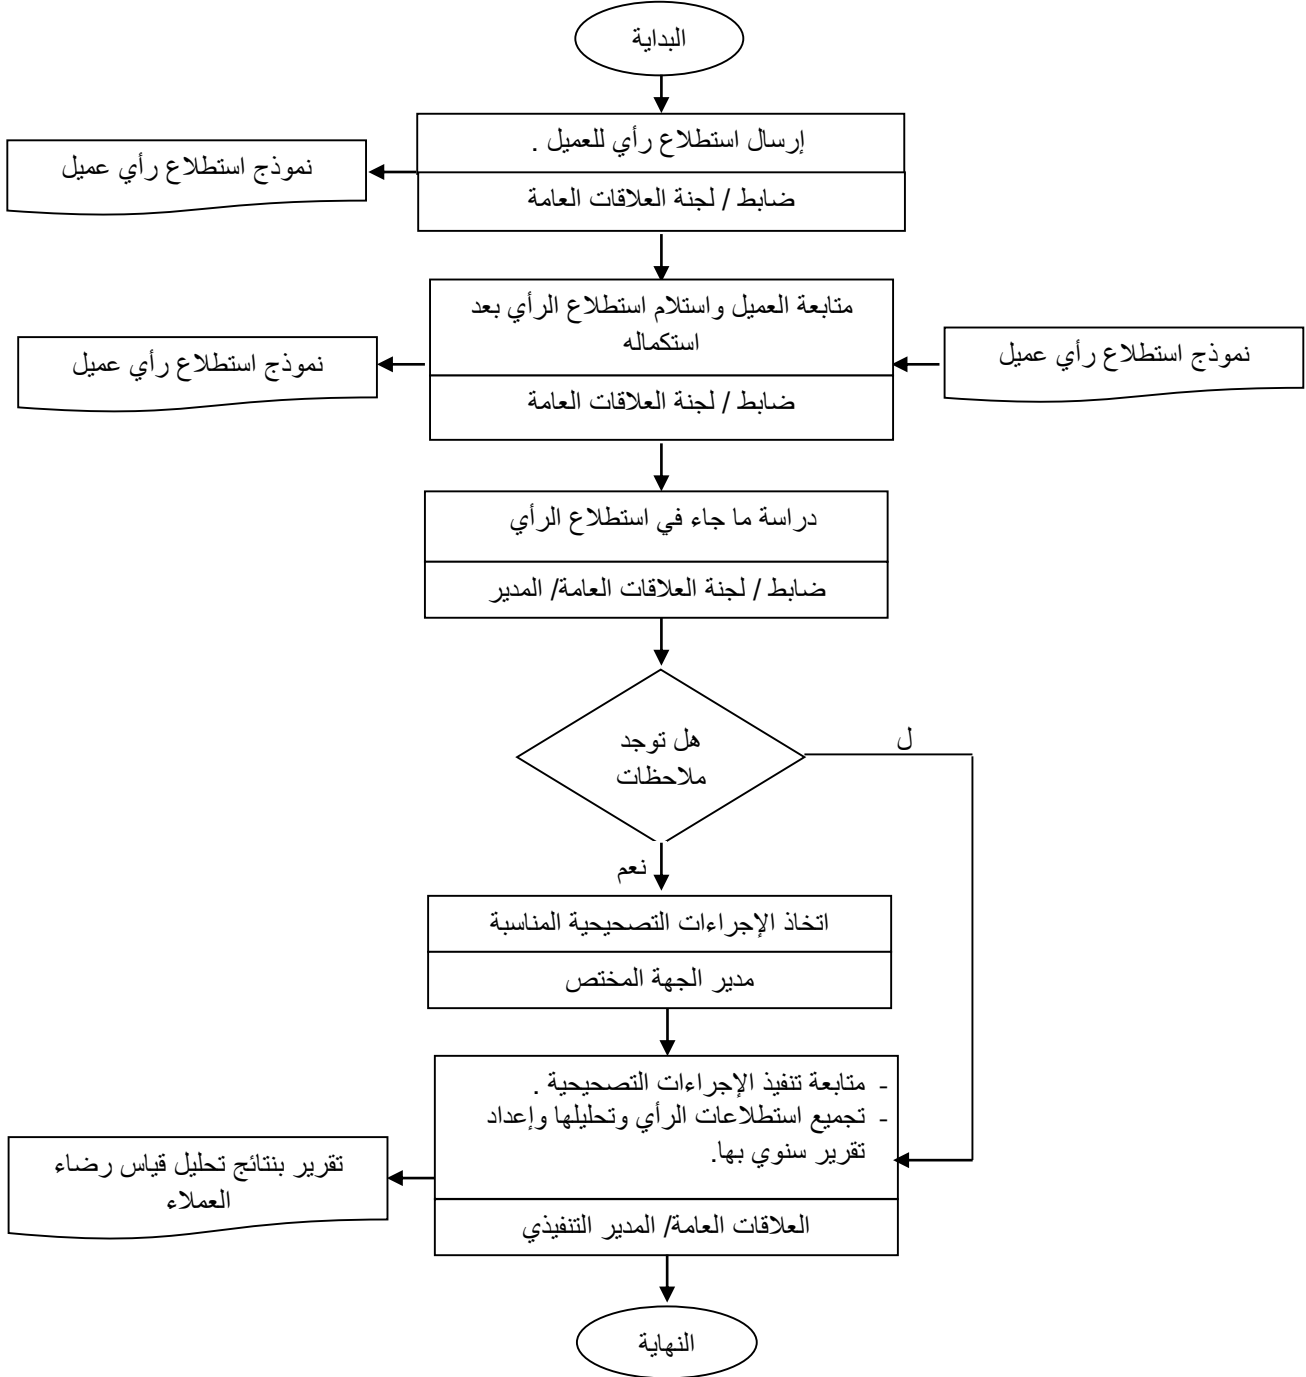 البداية
إرسال استطلاع رأي للعميل .
ضابط / لجنة العلاقات العامة
نموذج استطلاع رأي عميل
متابعة العميل واستلام استطلاع الرأي بعد
استكماله
ضابط / لجنة العلاقات العامة
نموذج استطلاع رأي عميل
نموذج استطلاع رأي عميل
دراسة ما جاء في استطلاع الرأي
ضابط / لجنة العلاقات العامة/ المدير
هل توجد
ملاحظات
ل
نعم
اتخاذ الإجراءات التصحيحية المناسبة
مدير الجهة المختص
- متابعة تنفيذ الإجراءات التصحيحية .
- تجميع استطلاعات الرأي وتحليلها وإعداد
تقرير سنوي بها.
العلاقات العامة/ المدير التنفيذي
تقرير بنتائج تحليل قياس رضاء
العملاء
النهاية